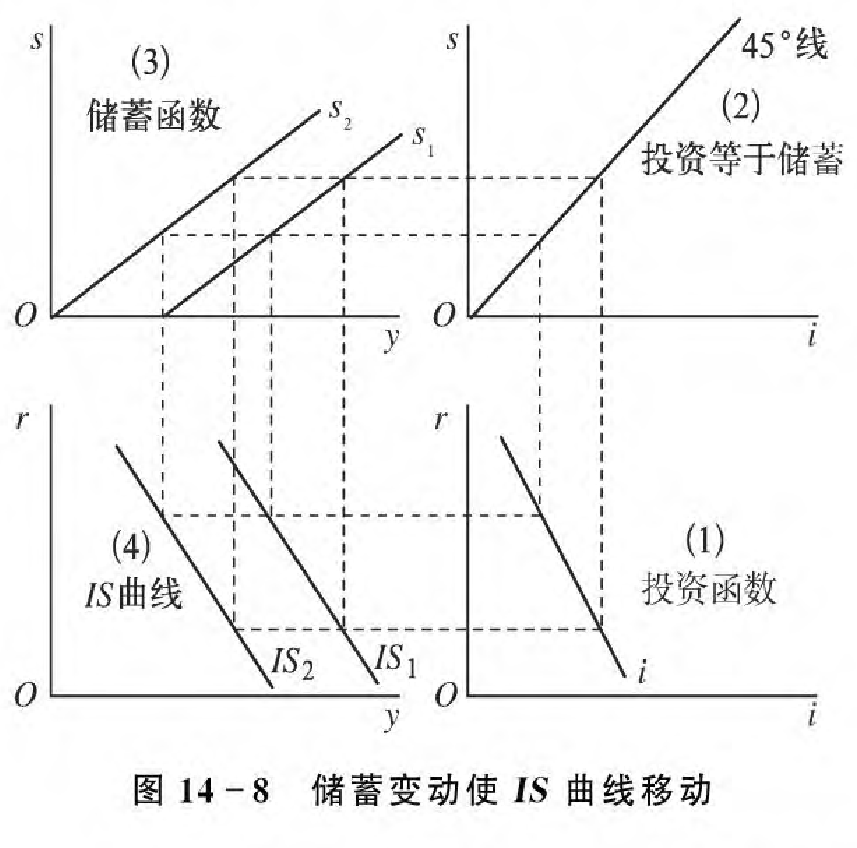 s
(3)
储蓄函数
s₂
s₁
O
y
s
45°线
(2)
投资等于储蓄
O
i
r
(4)
IS曲线
IS₂
IS₁
O
y
r
(1)
投资函数
i
O
i
图 14-8 储蓄变动使 IS 曲线移动